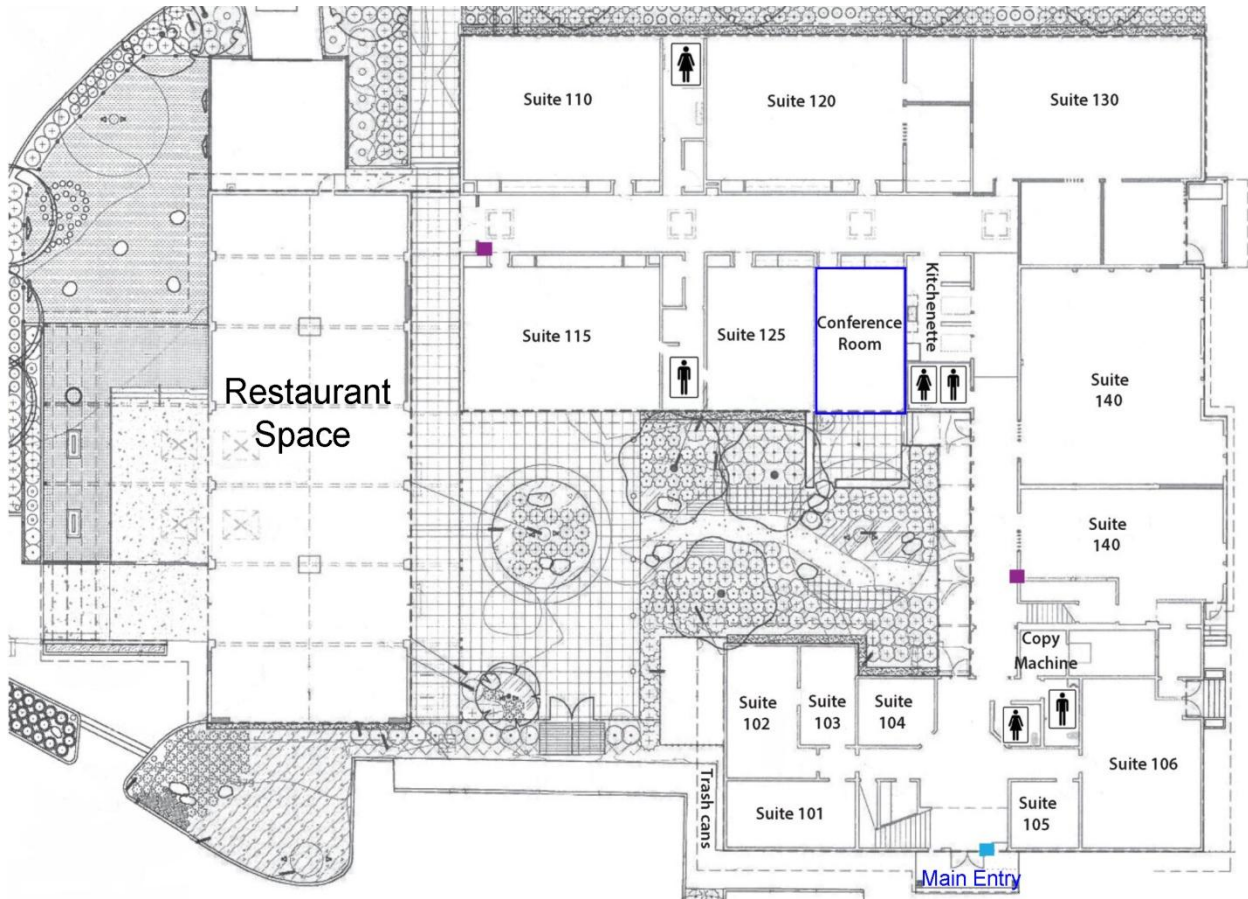 Suite 110
Suite 120
Suite 130
Kitchenette
Suite 115
Suite 125
Conference
Room
Restaurant
Space
Suite
140
Suite
140
Copy
Machine
Suite
102
Suite
103
Suite
104
Suite 106
Trash cans
Suite 101
Suite
105
Main Entry